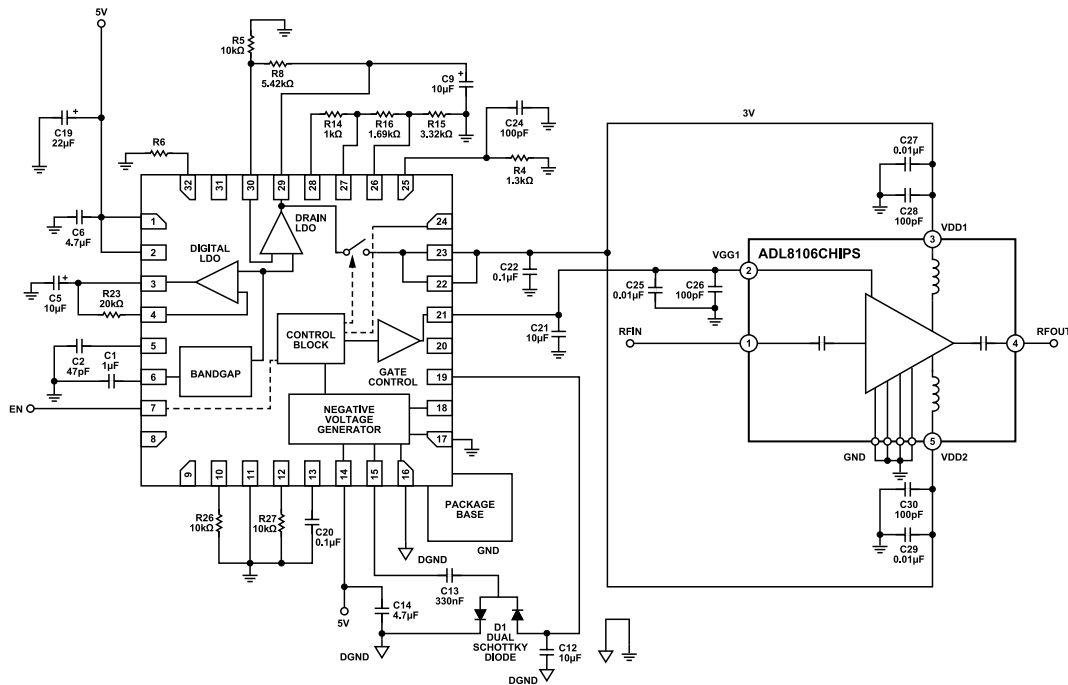 5V
R5
10kΩ
R8
5.42kΩ
C9
10µF
+
R14
1kΩ
R16
1.69kΩ
R15
3.32kΩ
C24
100pF
R4
1.3kΩ
3V
C19
22µF
+
R6
C27
0.01µF
C28
100pF
32
31
30
29
28
27
26
25
C6
4.7µF
1
2
3
4
5
6
7
8
DRAIN
LDO
DIGITAL
LDO
24
23
22
21
20
19
18
17
C5
10µF
+
R23
20kΩ
C2
47pF
C1
1µF
EN
CONTROL
BLOCK
BANDGAP
GATE
CONTROL
NEGATIVE
VOLTAGE
GENERATOR
C22
0.1µF
C21
10µF
C25
0.01µF
C26
100pF
VGG1
VDD1
3
ADL8106CHIPS
2
RFIN
1
4
RFOUT
GND
5
VDD2
9
10
11
12
13
14
15
16
PACKAGE
BASE
GND
R26
10kΩ
R27
10kΩ
C20
0.1µF
DGND
C30
100pF
C29
0.01µF
C13
330nF
5V
C14
4.7µF
DGND
D1
DUAL
SCHOTTKY
DIODE
C12
10µF
DGND